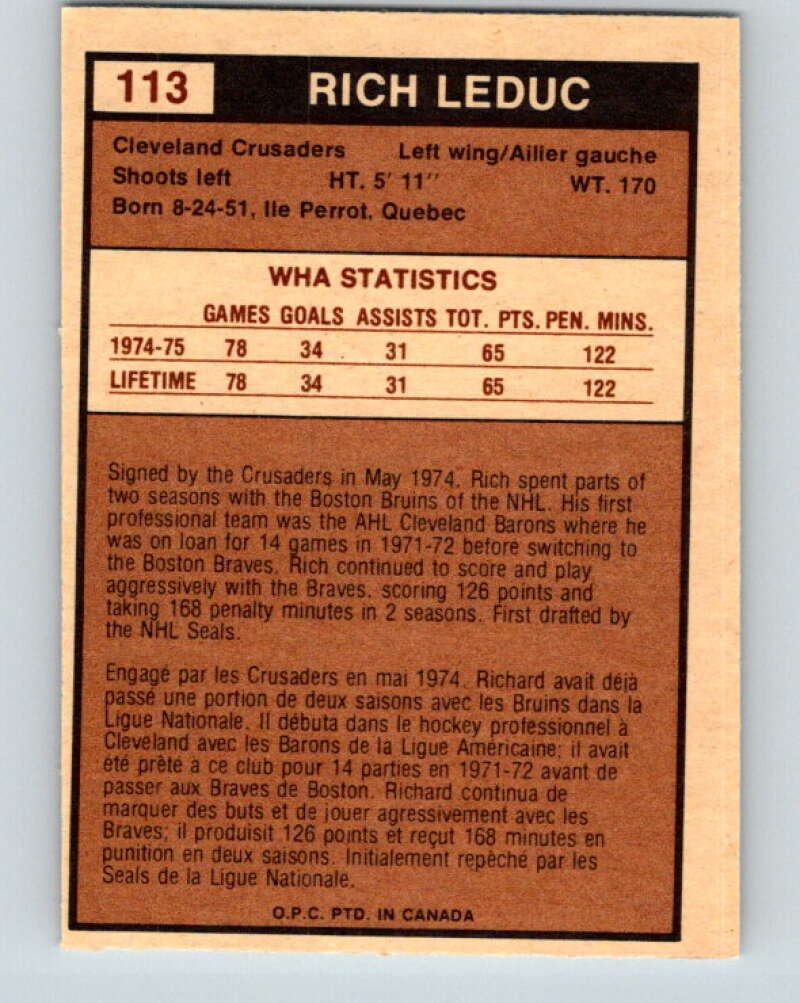 113 RICH LEDUC
Cleveland Crusaders Left wing/Ailier gauche
Shoots left HT. 5' 11'' WT. 170
Born 8-24-51, Ile Perrot, Quebec
WHA STATISTICS
GAMES GOALS ASSISTS TOT. PTS. PEN. MINS.
1974-75 78 34 31 65 122
LIFETIME 78 34 31 65 122
Signed by the Crusaders in May 1974. Rich spent parts of
two seasons with the Boston Bruins of the NHL. His first
professional team was the AHL Cleveland Barons where he
was on loan for 14 games in 1971-72 before switching to
the Boston Braves. Rich continued to score and play
aggressively with the Braves. scoring 126 points and
taking 168 penalty minutes in 2 seasons. First drafted by
the NHL Seals.
Engagé par les Crusaders en mai 1974. Richard avait déjà
passé une portion de deux saisons avec les Bruins dans la
Ligue Nationale. Il débuta dans le hockey professionnel à
Cleveland avec les Barons de la Ligue Américaine; il avait
été prête à ce club pour 14 parties en 1971-72 avant de
passer aux Braves de Boston. Richard continua de
marquer des buts et de jouer agressivement avec les
Braves; il produisit 126 points et reçut 168 minutes en
punition en deux saisons. Initialement repêché par les
Seals de la Ligue Nationale.
O.P.C. PTD. IN CANADA